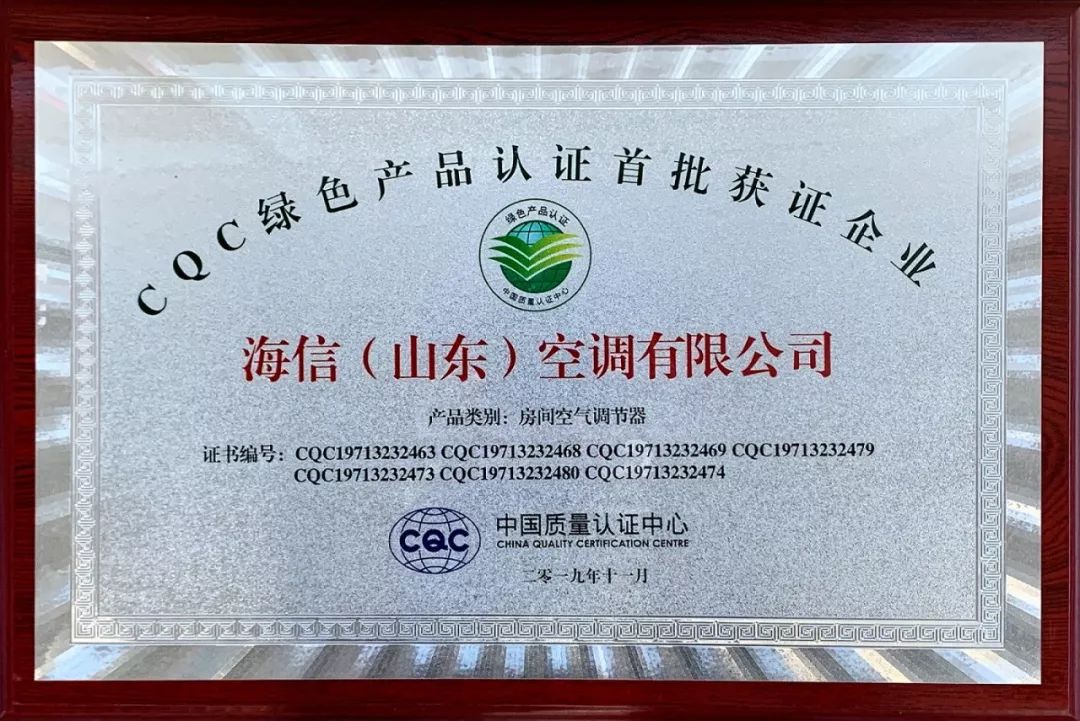 CQC绿色产品认证首批获证企业
绿色产品认证
中国质量认证中心
海信（山东）空调有限公司
产品类别：房间空气调节器
证书编号：CQC19713232463 CQC19713232468 CQC19713232469 CQC19713232479
CQC19713232473 CQC19713232480 CQC19713232474
CQC
中国质量认证中心
CHINA QUALITY CERTIFICATION CENTRE
二零一九年十一月